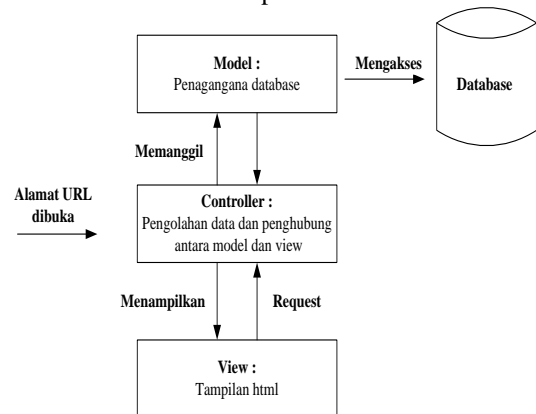 Model :
Penagangana database
Mengakses
Database
Memanggil
Alamat URL
dibuka
Controller :
Pengolahan data dan penghubung
antara model dan view
Menampilkan
Request
View :
Tampilan html